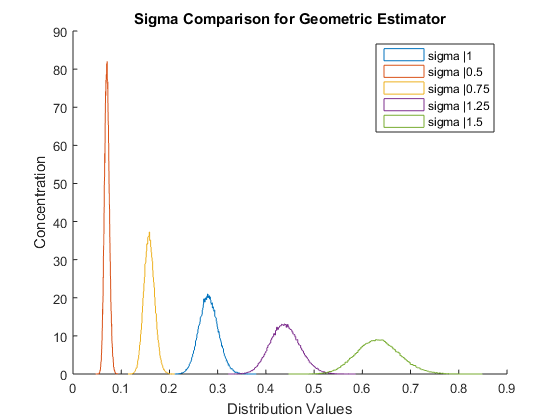 Sigma Comparison for Geometric Estimator
sigma |1
sigma |0.5
sigma |0.75
sigma |1.25
sigma |1.5
Concentration
90
80
70
60
50
40
30
20
10
0
0 0.1 0.2 0.3 0.4 0.5 0.6 0.7 0.8 0.9
Distribution Values